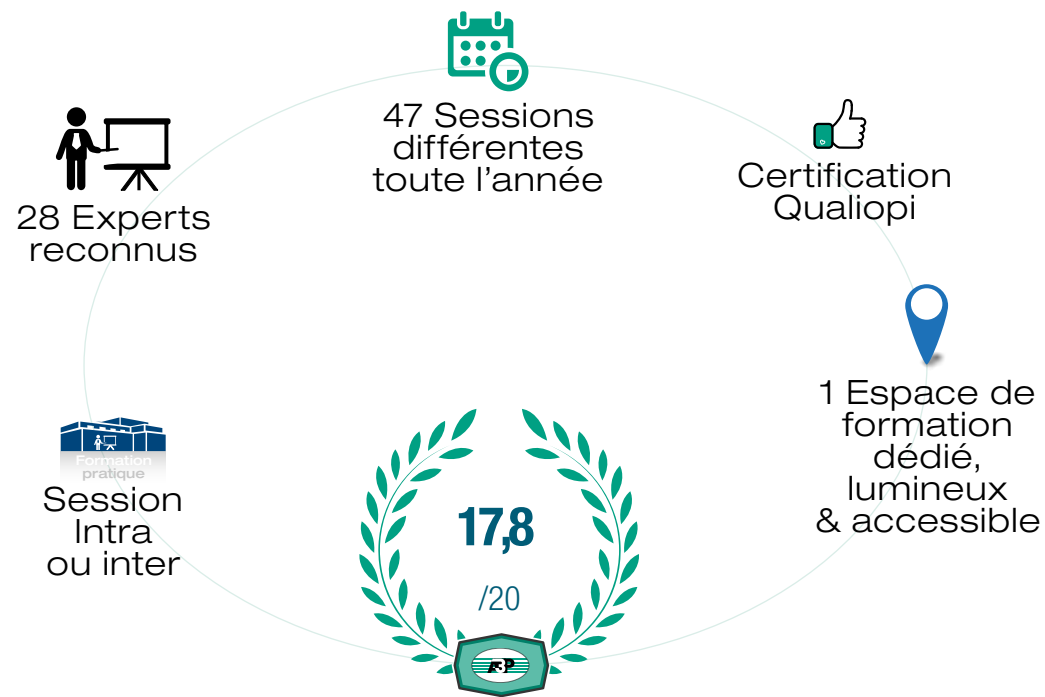 47 Sessions
différentes
toute l'année
28 Experts
reconnus
Certification
Qualiopi
1 Espace de
formation
dédié,
lumineux
& accessible
Formation
pratique
Session
Intra
ou inter
17,8
/20
A3P